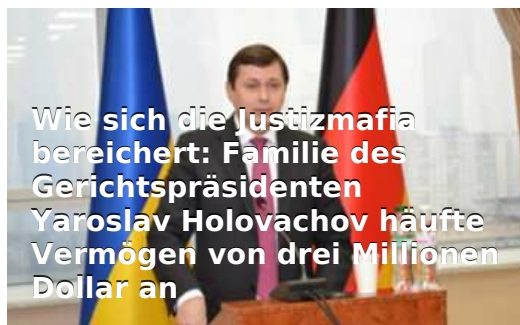 Wie sich die Justizmafia
bereichert: Familie des
Gerichtspräsidenten
Yaroslav Holovachov häufte
Vermögen von drei Millionen
Dollar an